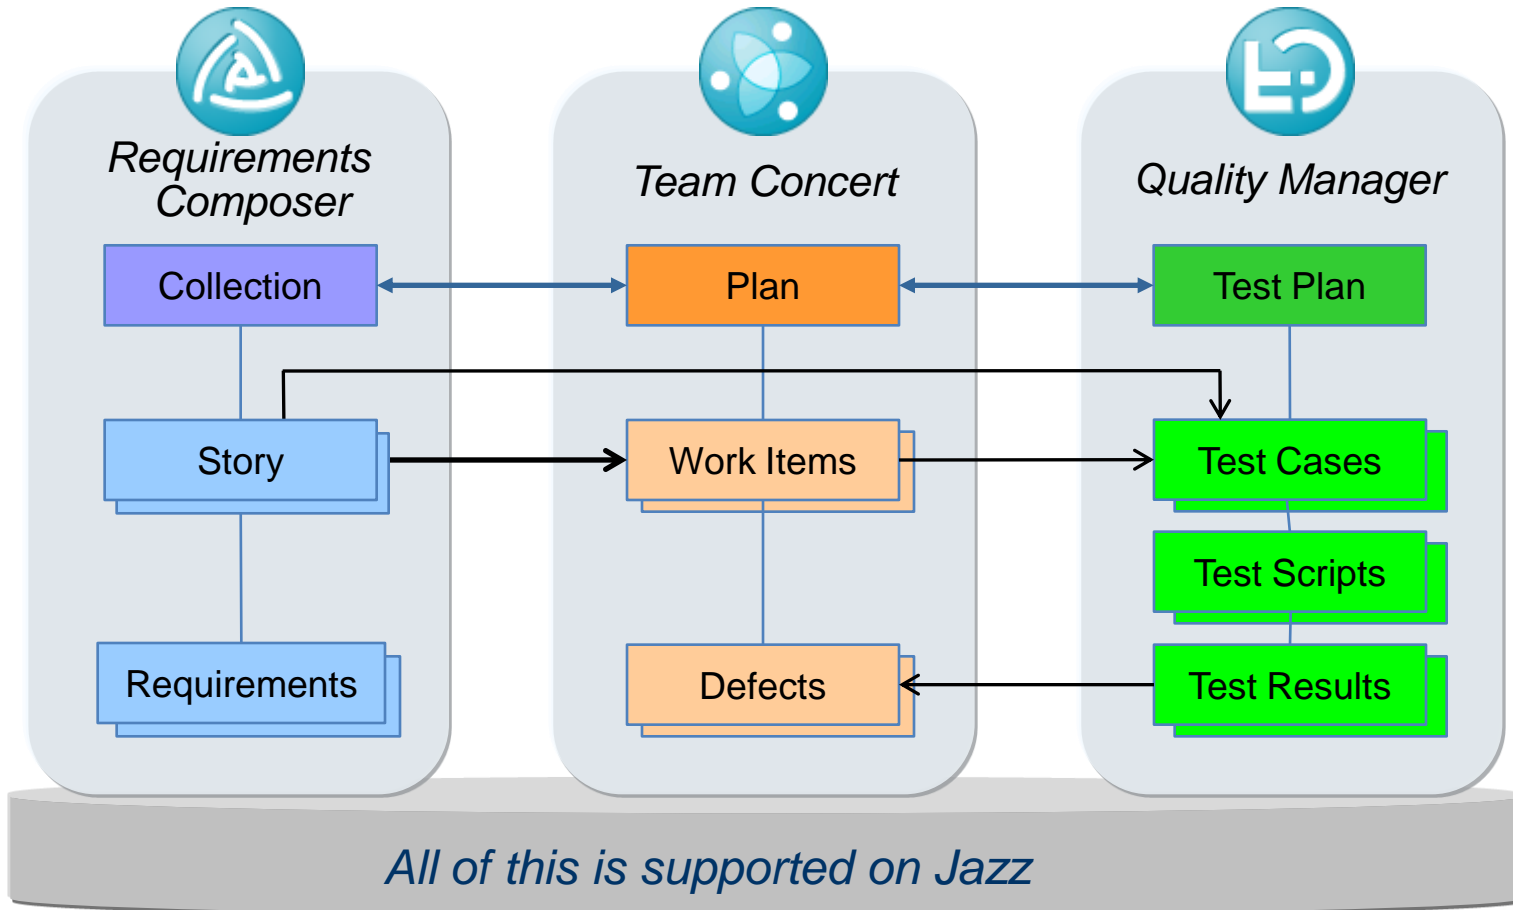 Requirements
Composer
Team Concert
Quality Manager
Collection
Plan
Test Plan
Story
Work Items
Test Cases
Test Scripts
Requirements
Defects
Test Results
All of this is supported on Jazz